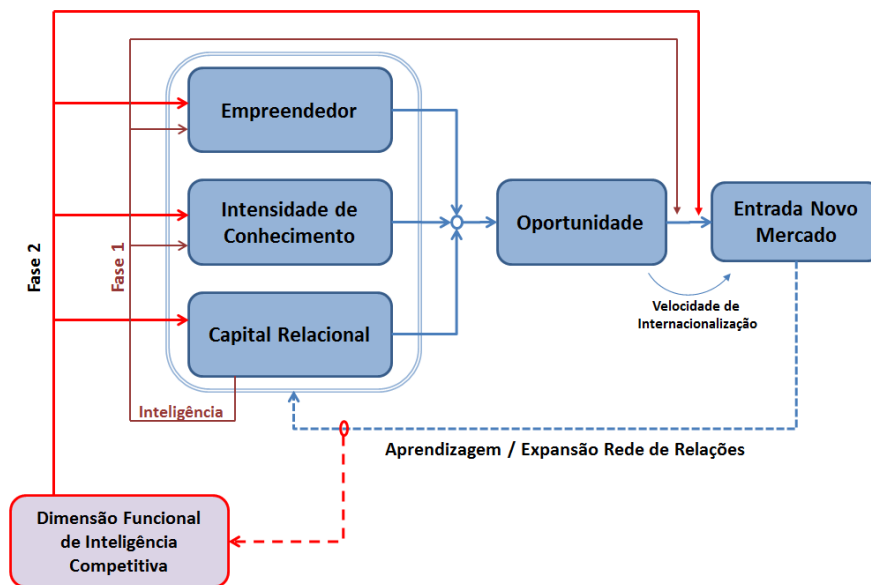 Empreendedor
Intensidade de
Conhecimento
Capital Relacional
Oportunidade
Entrada Novo
Mercado
Velocidade de
Internacionalização
Fase 2
Fase 1
Inteligência
Aprendizagem / Expansão Rede de Relações
Dimensão Funcional
de Inteligência
Competitiva